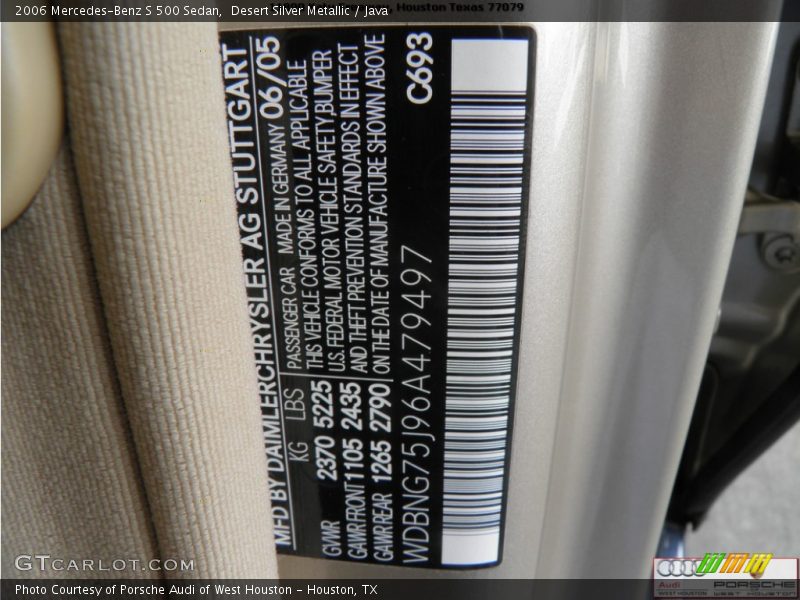 2006 Mercedes-Benz S 500 Sedan, Desert Silver Metallic / Java
Houston Texas 77079
MFD BY DAIMLERCHRYSLER AG STUTTGART
KG LBS PASSENGER CAR MADE IN GERMANY 06/05
GVWR 2370 5225 THIS VEHICLE CONFORMS TO ALL APPLICABLE
U.S. FEDERAL MOTOR VEHICLE SAFETY,BUMPER
GAWR FRONT 1105 2435 AND THEFT PREVENTION STANDARDS IN EFFECT
GAWR REAR 1265 2790 ON THE DATE OF MANUFACTURE SHOWN ABOVE
WDBNG75J96A479497 C693
GTCARLOT.COM
Audi PORSCHE
WEST HOUSTON
Photo Courtesy of Porsche Audi of West Houston - Houston, TX